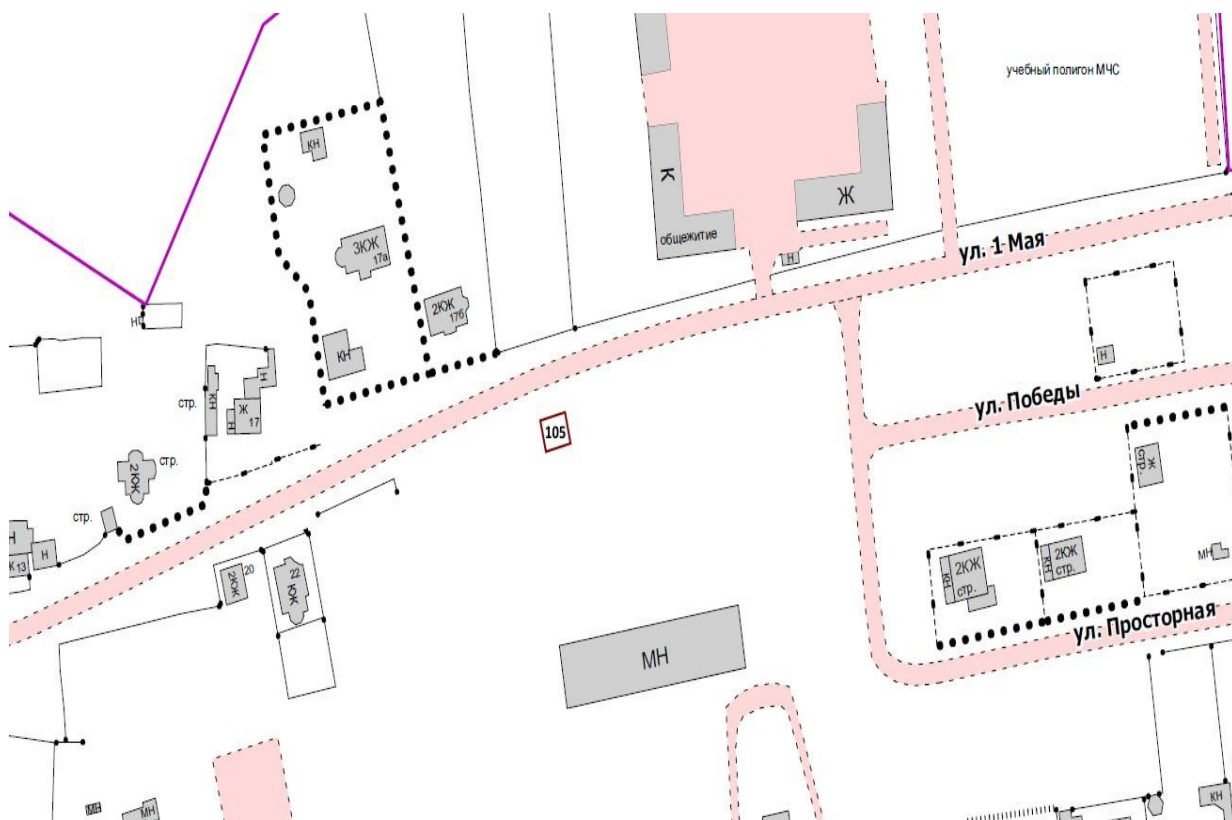 учебный полигон МЧС
КН
К
Ж
3КЖ
17а
общежитие
ул. 1 Мая
Н
2КЖ
17б
Н
КН
Н
ул. Победы
105
Н
стр.
КН
Ж
17
Н
2КЖ
стр.
Ж
стр.
стр.
Н
13
Н
2КЖ
20
22
КЖ
КН
2КЖ
стр.
КН
2КЖ
стр.
МН
ул. Просторная
МН
МН
МН
КН